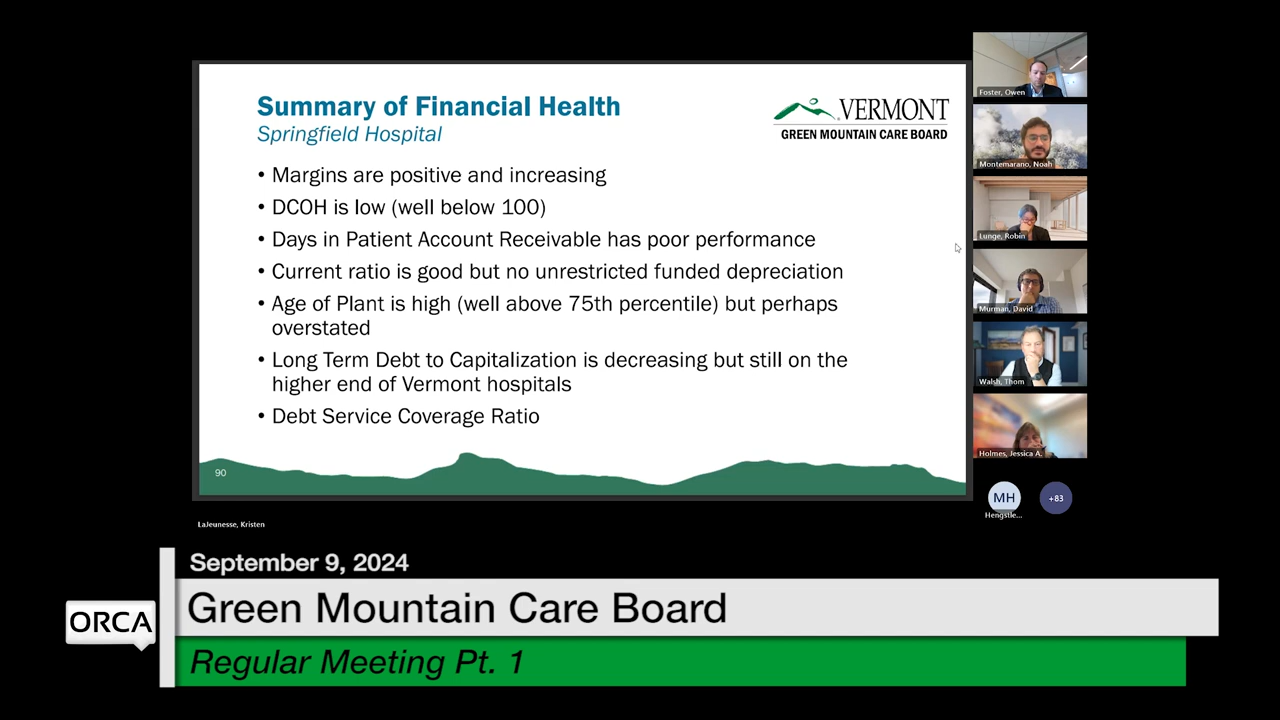 Summary of Financial Health
Springfield Hospital
VERMONT
GREEN MOUNTAIN CARE BOARD
• Margins are positive and increasing
• DCOH is low (well below 100)
• Days in Patient Account Receivable has poor performance
• Current ratio is good but no unrestricted funded depreciation
• Age of Plant is high (well above 75th percentile) but perhaps
overstated
• Long Term Debt to Capitalization is decreasing but still on the
higher end of Vermont hospitals
• Debt Service Coverage Ratio
90
Foster, Owen
Montemarano, Noah
Lunge, Robin
Murman, David
Walsh, Thom
Holmes, Jessica A.
MH
+83
Hengstle...
LaJeunesse, Kristen
September 9, 2024
Green Mountain Care Board
ORCA
Regular Meeting Pt. 1